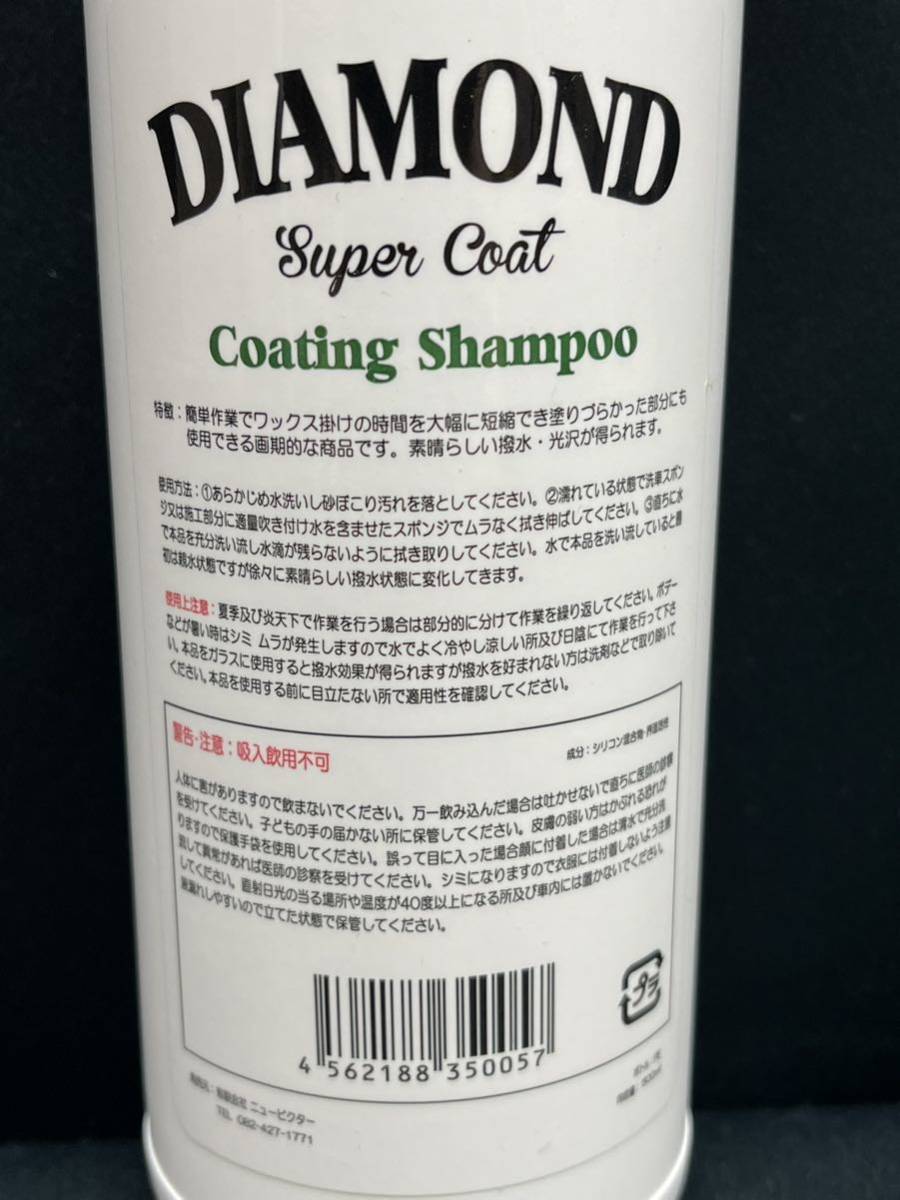 DIAMOND
Super Coat
Coating Shampoo
特徴：簡単作業でワックス掛けの時間を大幅に短縮でき塗りづらかった部分にも
使用できる画期的な商品です。素晴らしい撥水・光沢が得られます。
使用方法：①あらかじめ水洗いし砂ぼこり汚れを落としてください。②濡れている状態で洗車スポン
ジ又は施工部分に適量吹き付け水を含ませたスポンジでムラなく拭き伸ばしてください。③直ちに水
で本品を充分洗い流し水滴が残らないように拭き取りしてください。水で本品を洗い流していると最
初は親水状態ですが徐々に素晴らしい撥水状態に変化してきます。
使用上注意：夏季及び炎天下で作業を行う場合は部分的に分けて作業を繰り返してください。ボデー
などが暑い時はシミ ムラが発生しますので水でよく冷やし涼しい所及び日陰にて作業を行って下さ
い。本品をガラスに使用すると撥水効果が得られますが撥水を好まれない方は洗剤などで取り除いて
ください。本品を使用する前に目立たない所で適用性を確認してください。
警告・注意：吸入飲用不可
成分：シリコン混合物・界面活性
人体に害がありますので飲まないでください。万一飲み込んだ場合は吐かせないで直ちに医師の診察
を受けてください。子どもの手の届かない所に保管してください。皮膚の弱い方はかぶれる恐れが
りますので保護手袋を使用してください。誤って目に入った場合顔に付着した場合は清水で充分洗
流して異常があれば医師の診察を受けてください。シミになりますので衣服には付着しないよう注意
してください。直射日光の当る場所や温度が40度以上になる所及び車内には置かないでください。
液漏れしやすいので立てた状態で保管してください。
プラ
4 562188 350057
発売元：有限会社 ニュービクター
TEL 082-427-1771
内容量：500ml